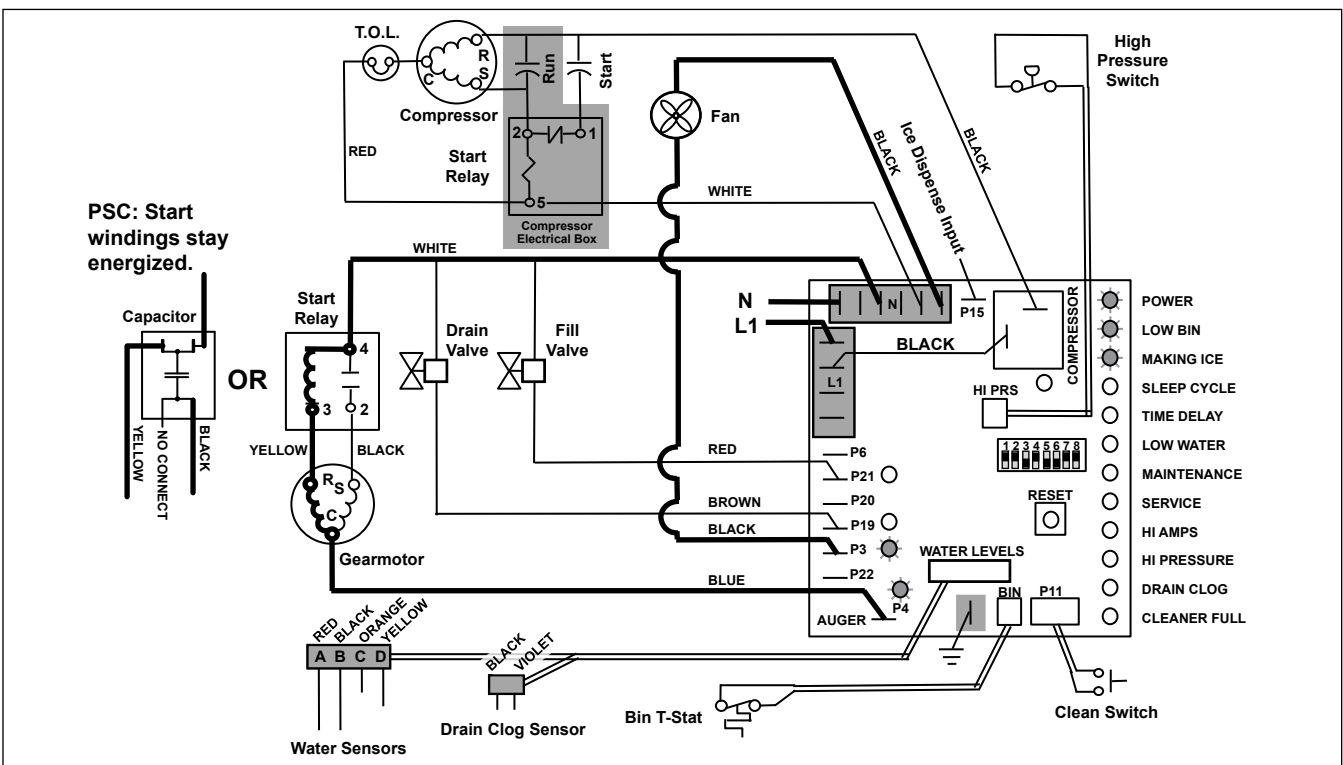 T.O.L.
R
S
C
Compressor
Run
Start
2
1
5
Start
Relay
Compressor
Electrical Box
RED
WHITE
Fan
BLACK
Ice Dispense Input
BLACK
High
Pressure
Switch
PSC: Start
windings stay
energized.
Capacitor
YELLOW
NO CONNECT
BLACK
OR
WHITE
Start
Relay
4
3
2
YELLOW
BLACK
R
S
C
Gearmotor
Drain
Valve
Fill
Valve
N
L1
N
P15
L1
BLACK
COMPRESSOR
HI PRS
1 2 3 4 5 6 7 8
RESET
POWER
LOW BIN
MAKING ICE
SLEEP CYCLE
TIME DELAY
LOW WATER
MAINTENANCE
SERVICE
HI AMPS
HI PRESSURE
DRAIN CLOG
CLEANER FULL
RED
BROWN
BLACK
BLUE
P6
P21
P20
P19
P3
P22
P4
AUGER
WATER LEVELS
BIN
P11
RED
BLACK
ORANGE
YELLOW
A B C D
Water Sensors
BLACK
VIOLET
Drain Clog Sensor
Bin T-Stat
Clean Switch